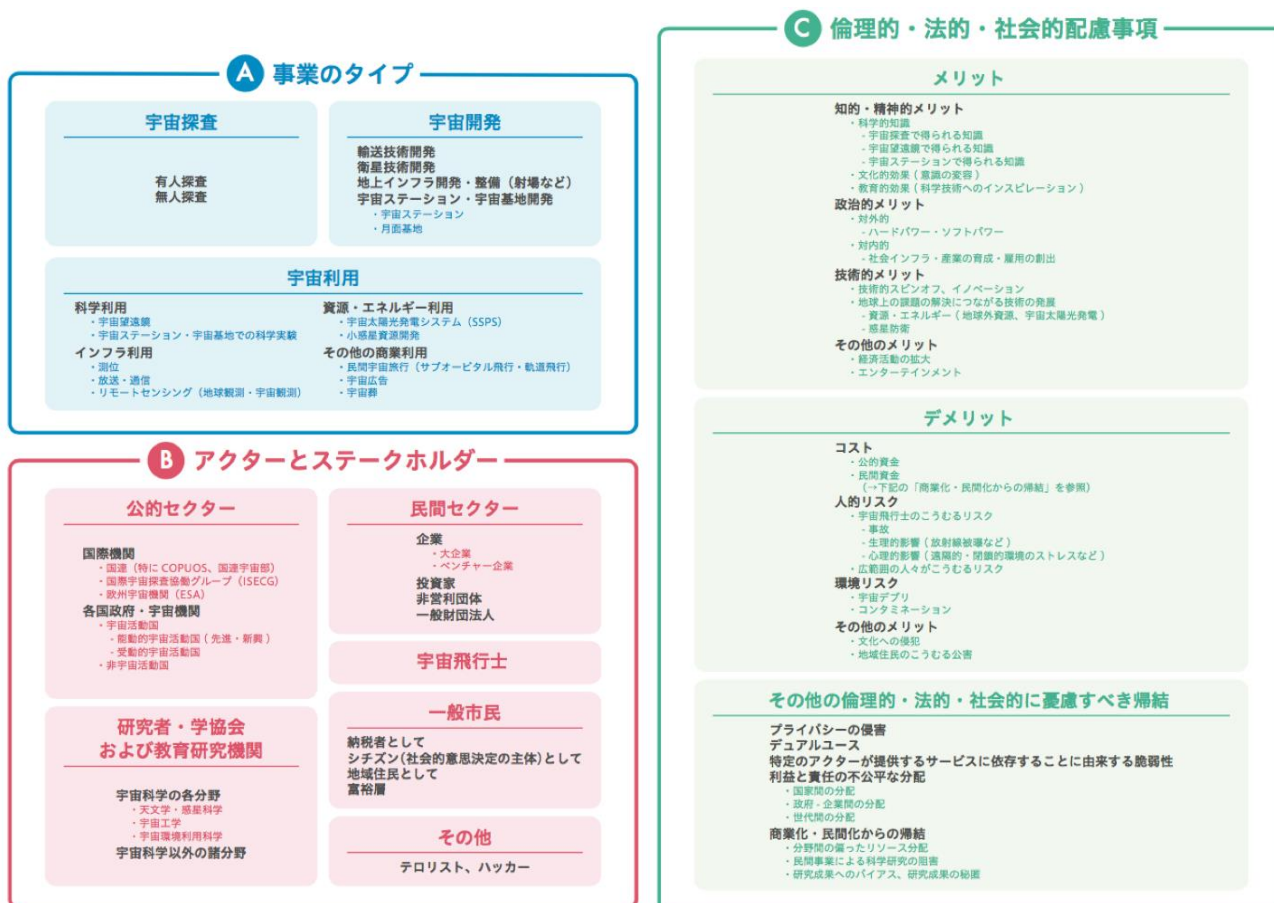 A 事業のタイプ
宇宙探査
有人探査
無人探査
宇宙開発
輸送技術開発
衛星技術開発
地上インフラ開発・整備（射場など）
宇宙ステーション・宇宙基地開発
・宇宙ステーション
・月面基地
宇宙利用
科学利用
・宇宙望遠鏡
・宇宙ステーション・宇宙基地での科学実験
インフラ利用
・測位
・放送・通信
・リモートセンシング（地球観測・宇宙観測）
資源・エネルギー利用
・宇宙太陽光発電システム（SSPS）
・小惑星資源開発
その他の商業利用
・民間宇宙旅行（サブオービタル飛行・軌道飛行）
・宇宙広告
・宇宙葬
B アクターとステークホルダー
公的セクター
国際機関
・国連（特に COPUOS、国連宇宙部）
・国際宇宙探査協働グループ（ISECG）
・欧州宇宙機関（ESA）
各国政府・宇宙機関
・宇宙活動国
- 能動的宇宙活動国 ( 先進・新興 )
- 受動的宇宙活動国
・非宇宙活動国
研究者・学協会
および教育研究機関
宇宙科学の各分野
・天文学・惑星科学
・宇宙工学
・宇宙環境利用科学
宇宙科学以外の諸分野
民間セクター
企業
・大企業
・ベンチャー企業
投資家
非営利団体
一般財団法人
宇宙飛行士
一般市民
納税者として
シチズン(社会的意思決定の主体)として
地域住民として
富裕層
その他
テロリスト、ハッカー
C 倫理的・法的・社会的配慮事項
メリット
知的・精神的メリット
・科学的知識
- 宇宙探査で得られる知識
- 宇宙望遠鏡で得られる知識
- 宇宙ステーションで得られる知識
・文化的効果 ( 意識の変容 )
・教育的効果 ( 科学技術へのインスピレーション )
政治的メリット
・対外的
- ハードパワー・ソフトパワー
・対内的
- 社会インフラ・産業の育成・雇用の創出
技術的メリット
・技術的スピンオフ、イノベーション
・地球上の課題の解決につながる技術の発展
- 資源・エネルギー ( 地球外資源、宇宙太陽光発電 )
- 惑星防衛
その他のメリット
・経済活動の拡大
・エンターテインメント
デメリット
コスト
・公的資金
・民間資金
（→下記の「商業化・民間化からの帰結」を参照）
人的リスク
・宇宙飛行士のこうむるリスク
- 事故
- 生理的影響 ( 放射線被曝など )
- 心理的影響 ( 遠隔的・閉鎖的環境のストレスなど )
・広範囲の人々がこうむるリスク
環境リスク
・宇宙デブリ
・コンタミネーション
その他のメリット
・文化への侵犯
・地域住民のこうむる公害
その他の倫理的・法的・社会的に憂慮すべき帰結
プライバシーの侵害
デュアルユース
特定のアクターが提供するサービスに依存することに由来する脆弱性
利益と責任の不公平な分配
・国家間の分配
・政府 - 企業間の分配
・世代間の分配
商業化・民間化からの帰結
・分野間の偏ったリソース分配
・民間事業による科学研究の阻害
・研究成果へのバイアス、研究成果の秘匿